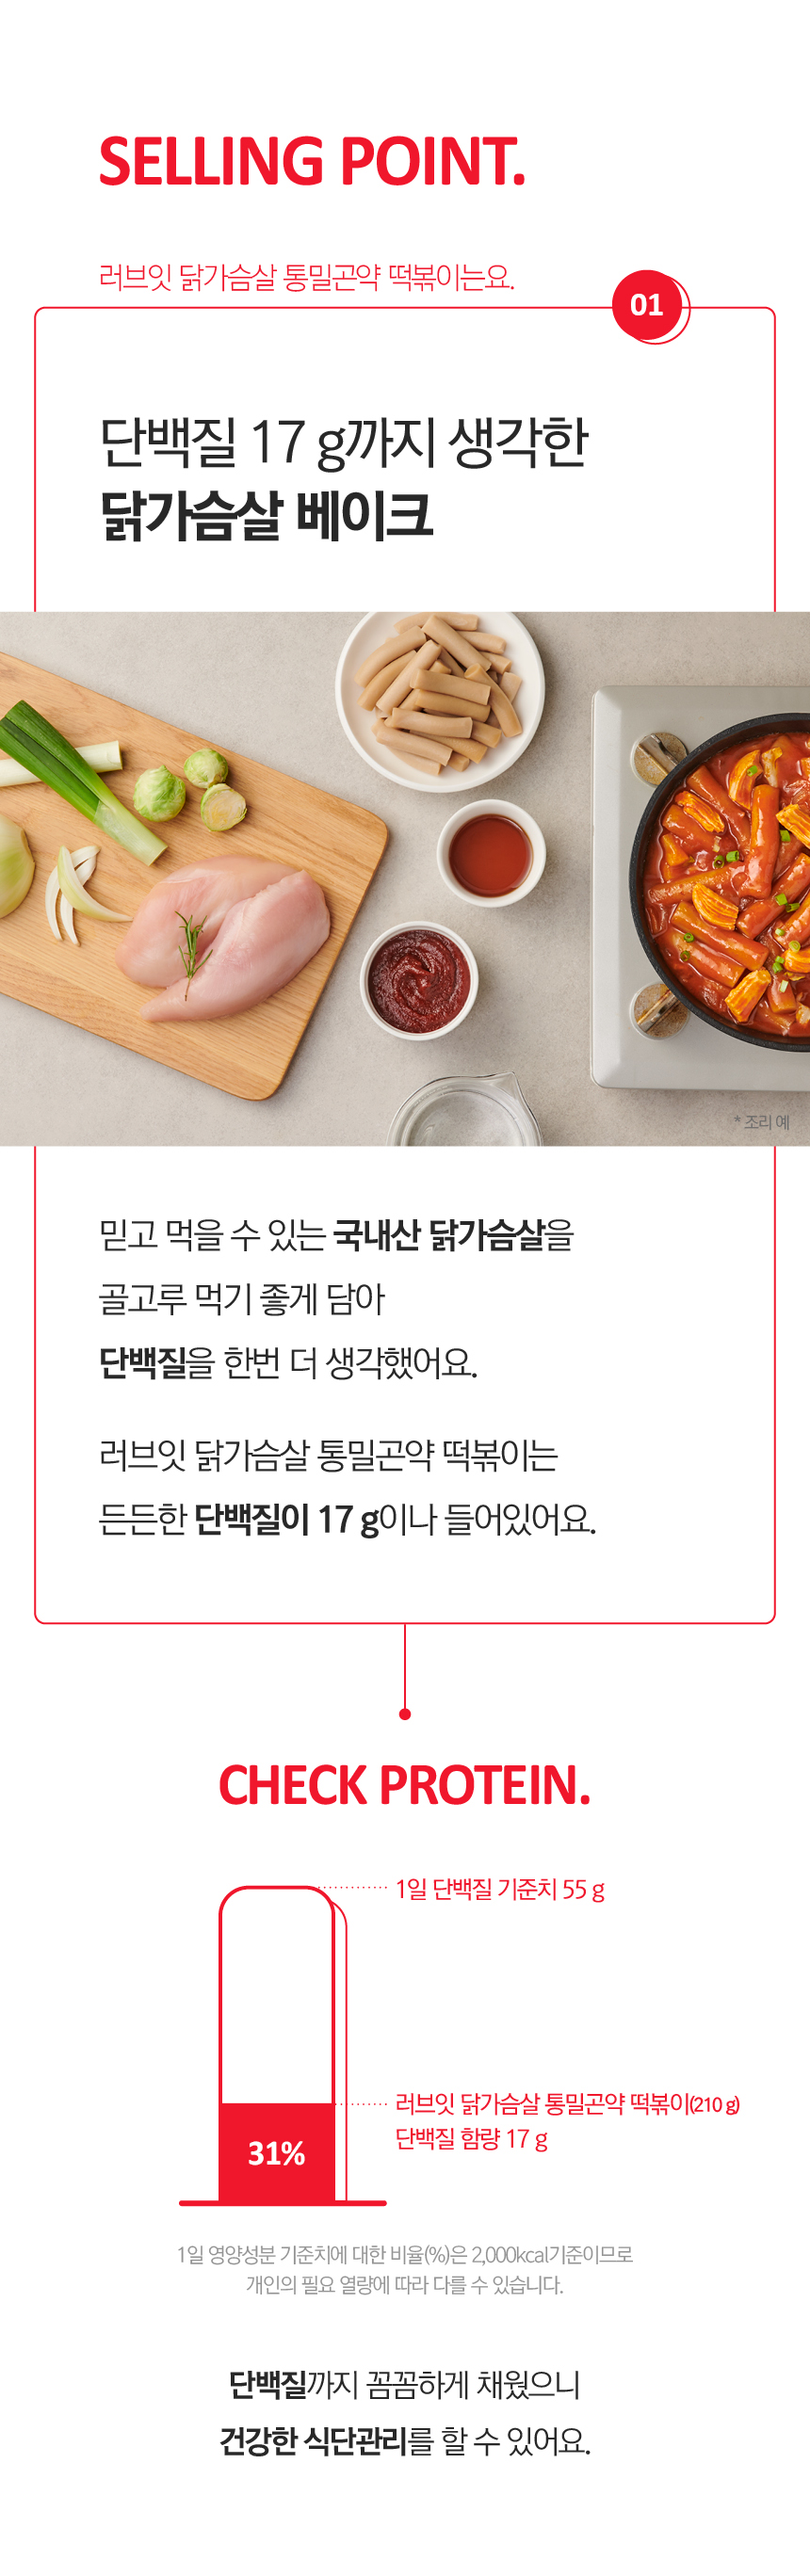 SELLING POINT.
러브잇 닭가슴살 통밀곤약 떡볶이는요.
01
단백질 17 g까지 생각한
닭가슴살 베이크
* 조리 예
믿고 먹을 수 있는 국내산 닭가슴살을
골고루 먹기 좋게 담아
단백질을 한번 더 생각했어요.
러브잇 닭가슴살 통밀곤약 떡볶이는
든든한 단백질이 17 g이나 들어있어요.
CHECK PROTEIN.
1일 단백질 기준치 55 g
러브잇 닭가슴살 통밀곤약 떡볶이(210 g)
단백질 함량 17 g
31%
1일 영양성분 기준치에 대한 비율(%)은 2,000kcal기준이므로
개인의 필요 열량에 따라 다를 수 있습니다.
단백질까지 꼼꼼하게 채웠으니
건강한 식단관리를 할 수 있어요.